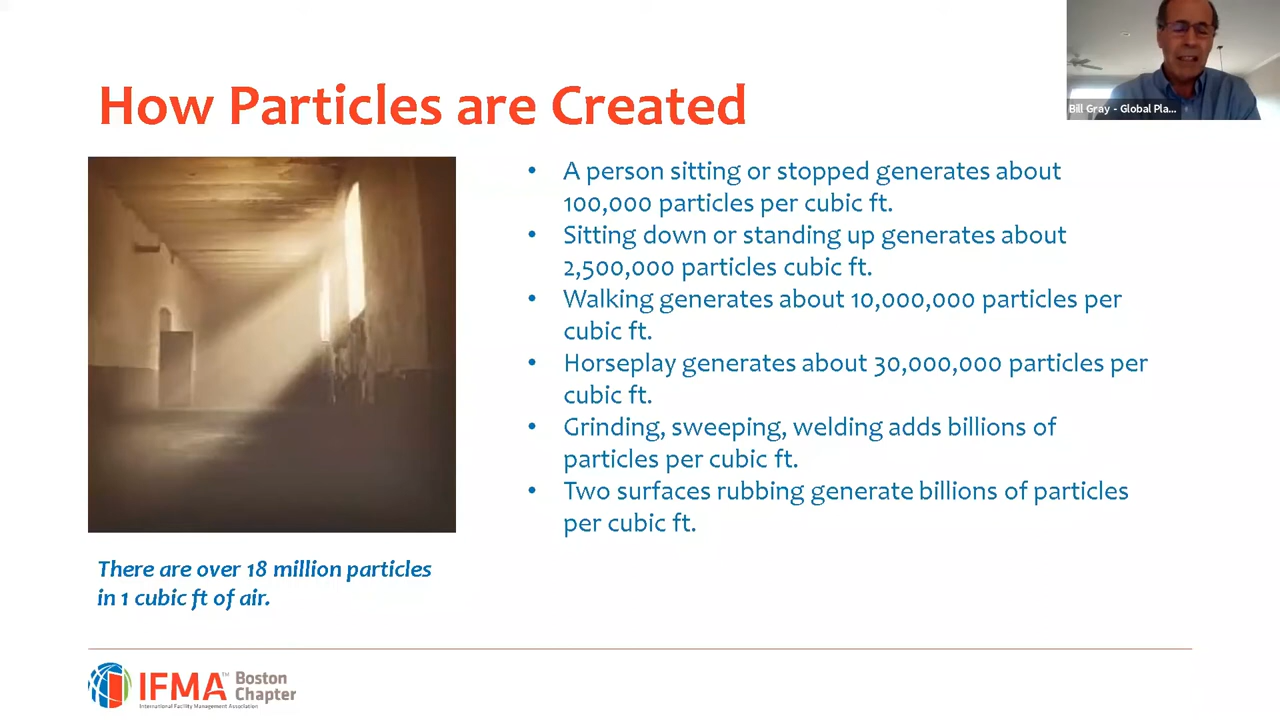 Bill Gray - Global Pla...
How Particles are Created
• A person sitting or stopped generates about
100,000 particles per cubic ft.
• Sitting down or standing up generates about
2,500,000 particles cubic ft.
• Walking generates about 10,000,000 particles per
cubic ft.
• Horseplay generates about 30,000,000 particles per
cubic ft.
• Grinding, sweeping, welding adds billions of
particles per cubic ft.
• Two surfaces rubbing generate billions of particles
per cubic ft.
There are over 18 million particles
in 1 cubic ft of air.
IFMA™ Boston
Chapter
International Facility Management Association